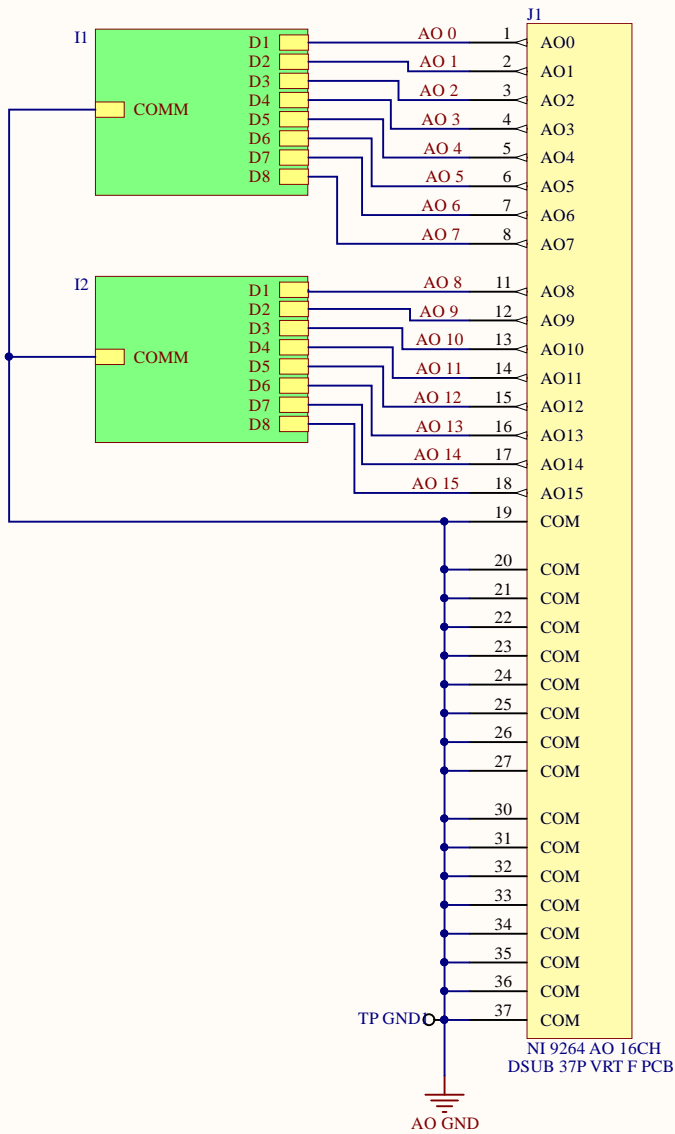 J1
I1
D1 AO 0 1 AO0
D2 AO 1 2 AO1
D3 AO 2 3 AO2
COMM
D4 AO 3 4 AO3
D5 AO 4 5 AO4
D6 AO 5 6 AO5
D7 AO 6 7 AO6
D8 AO 7 8 AO7
I2
D1 AO 8 11 AO8
D2 AO 9 12 AO9
D3 AO 10 13 AO10
COMM
D4 AO 11 14 AO11
D5 AO 12 15 AO12
D6 AO 13 16 AO13
D7 AO 14 17 AO14
D8 AO 15 18 AO15
19 COM
20 COM
21 COM
22 COM
23 COM
24 COM
25 COM
26 COM
27 COM
30 COM
31 COM
32 COM
33 COM
34 COM
35 COM
36 COM
TP GND 37 COM
NI 9264 AO 16CH
DSUB 37P VRT F PCB
AO GND